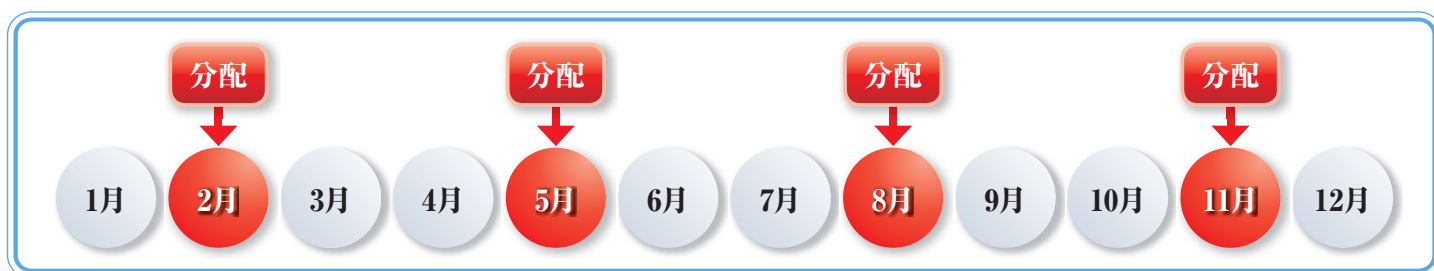 分配 分配 分配 分配
1月 2月 3月 4月 5月 6月 7月 8月 9月 10月 11月 12月